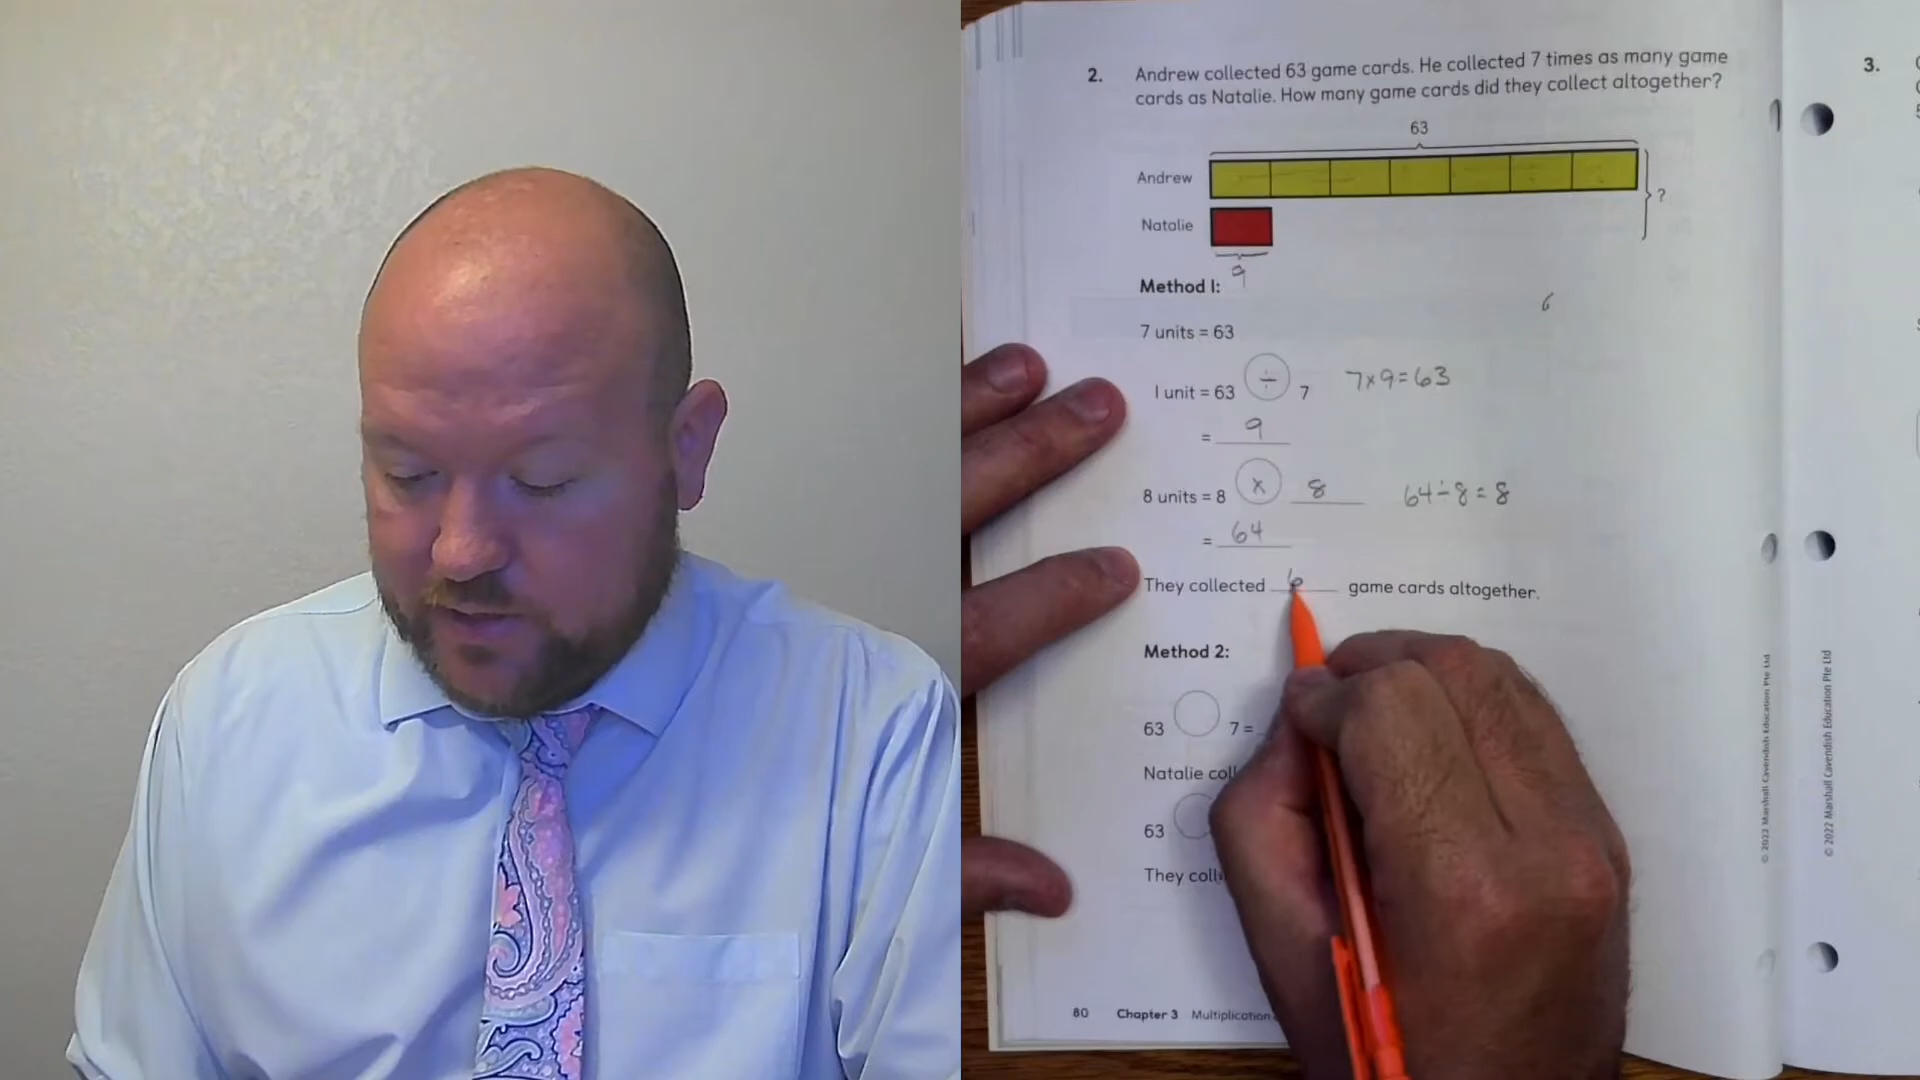 2. Andrew collected 63 game cards. He collected 7 times as many game
cards as Natalie. How many game cards did they collect altogether?
63
Andrew
?
Natalie
9
Method 1:
6
7 units = 63
1 unit = 63 ÷ 7 7x9=63
= 9
8 units = 8 x 8 64÷8=8
= 64
They collected 6 game cards altogether.
Method 2:
63 7 =
Natalie coll
63
They coll
80 Chapter 3 Multiplication
© 2022 Marshall Cavendish Education Pte Ltd
© 2022 Marshall Cavendish Education Pte Ltd
3.